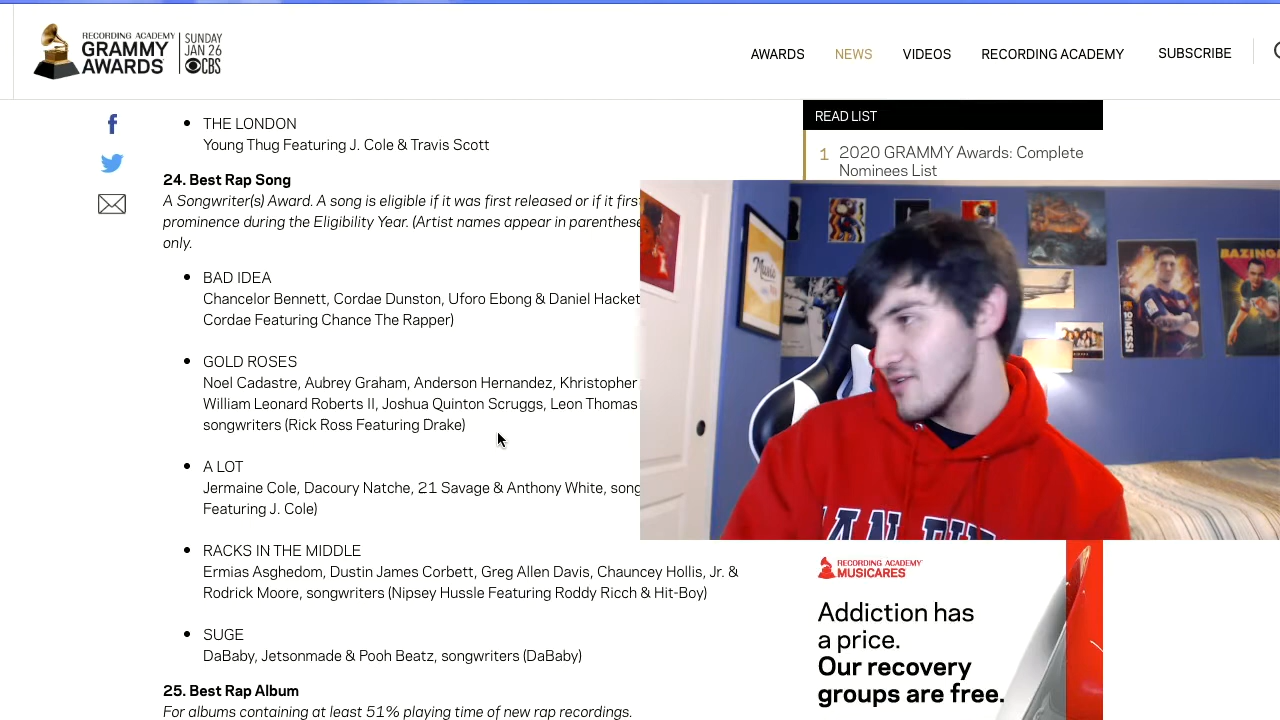 RECORDING ACADEMY
GRAMMY
AWARDS
SUNDAY
JAN 26
CBS
AWARDS
NEWS
VIDEOS
RECORDING ACADEMY
SUBSCRIBE
THE LONDON
Young Thug Featuring J. Cole & Travis Scott
24. Best Rap Song
A Songwriter(s) Award. A song is eligible if it was first released or if it first
prominence during the Eligibility Year. (Artist names appear in parenthese
only.
BAD IDEA
Chancelor Bennett, Cordae Dunston, Uforo Ebong & Daniel Hacket
Cordae Featuring Chance The Rapper)
GOLD ROSES
Noel Cadastre, Aubrey Graham, Anderson Hernandez, Khristopher
William Leonard Roberts II, Joshua Quinton Scruggs, Leon Thomas
songwriters (Rick Ross Featuring Drake)
A LOT
Jermaine Cole, Dacoury Natche, 21 Savage & Anthony White, song
Featuring J. Cole)
RACKS IN THE MIDDLE
Ermias Asghedom, Dustin James Corbett, Greg Allen Davis, Chauncey Hollis, Jr. &
Rodrick Moore, songwriters (Nipsey Hussle Featuring Roddy Ricch & Hit-Boy)
SUGE
DaBaby, Jetsonmade & Pooh Beatz, songwriters (DaBaby)
25. Best Rap Album
For albums containing at least 51% playing time of new rap recordings.
READ LIST
1 2020 GRAMMY Awards: Complete
Nominees List
Music
10 MESSI
BAZINGA
RECORDING ACADEMY
MUSICARES
Addiction has
a price.
Our recovery
groups are free.